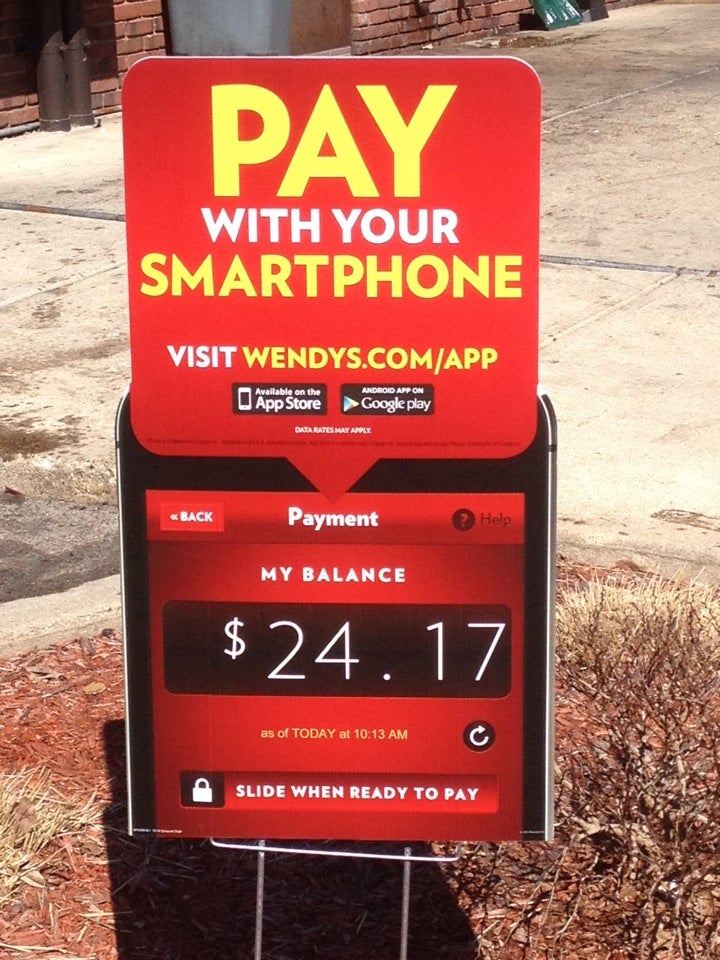 PAY
WITH YOUR
SMARTPHONE
VISIT WENDYS.COM/APP
Available on the
App Store
ANDROID APP ON
Google play
DATA RATES MAY APPLY.
« BACK
Payment
? Help
MY BALANCE
$24.17
as of TODAY at 10:13 AM
SLIDE WHEN READY TO PAY